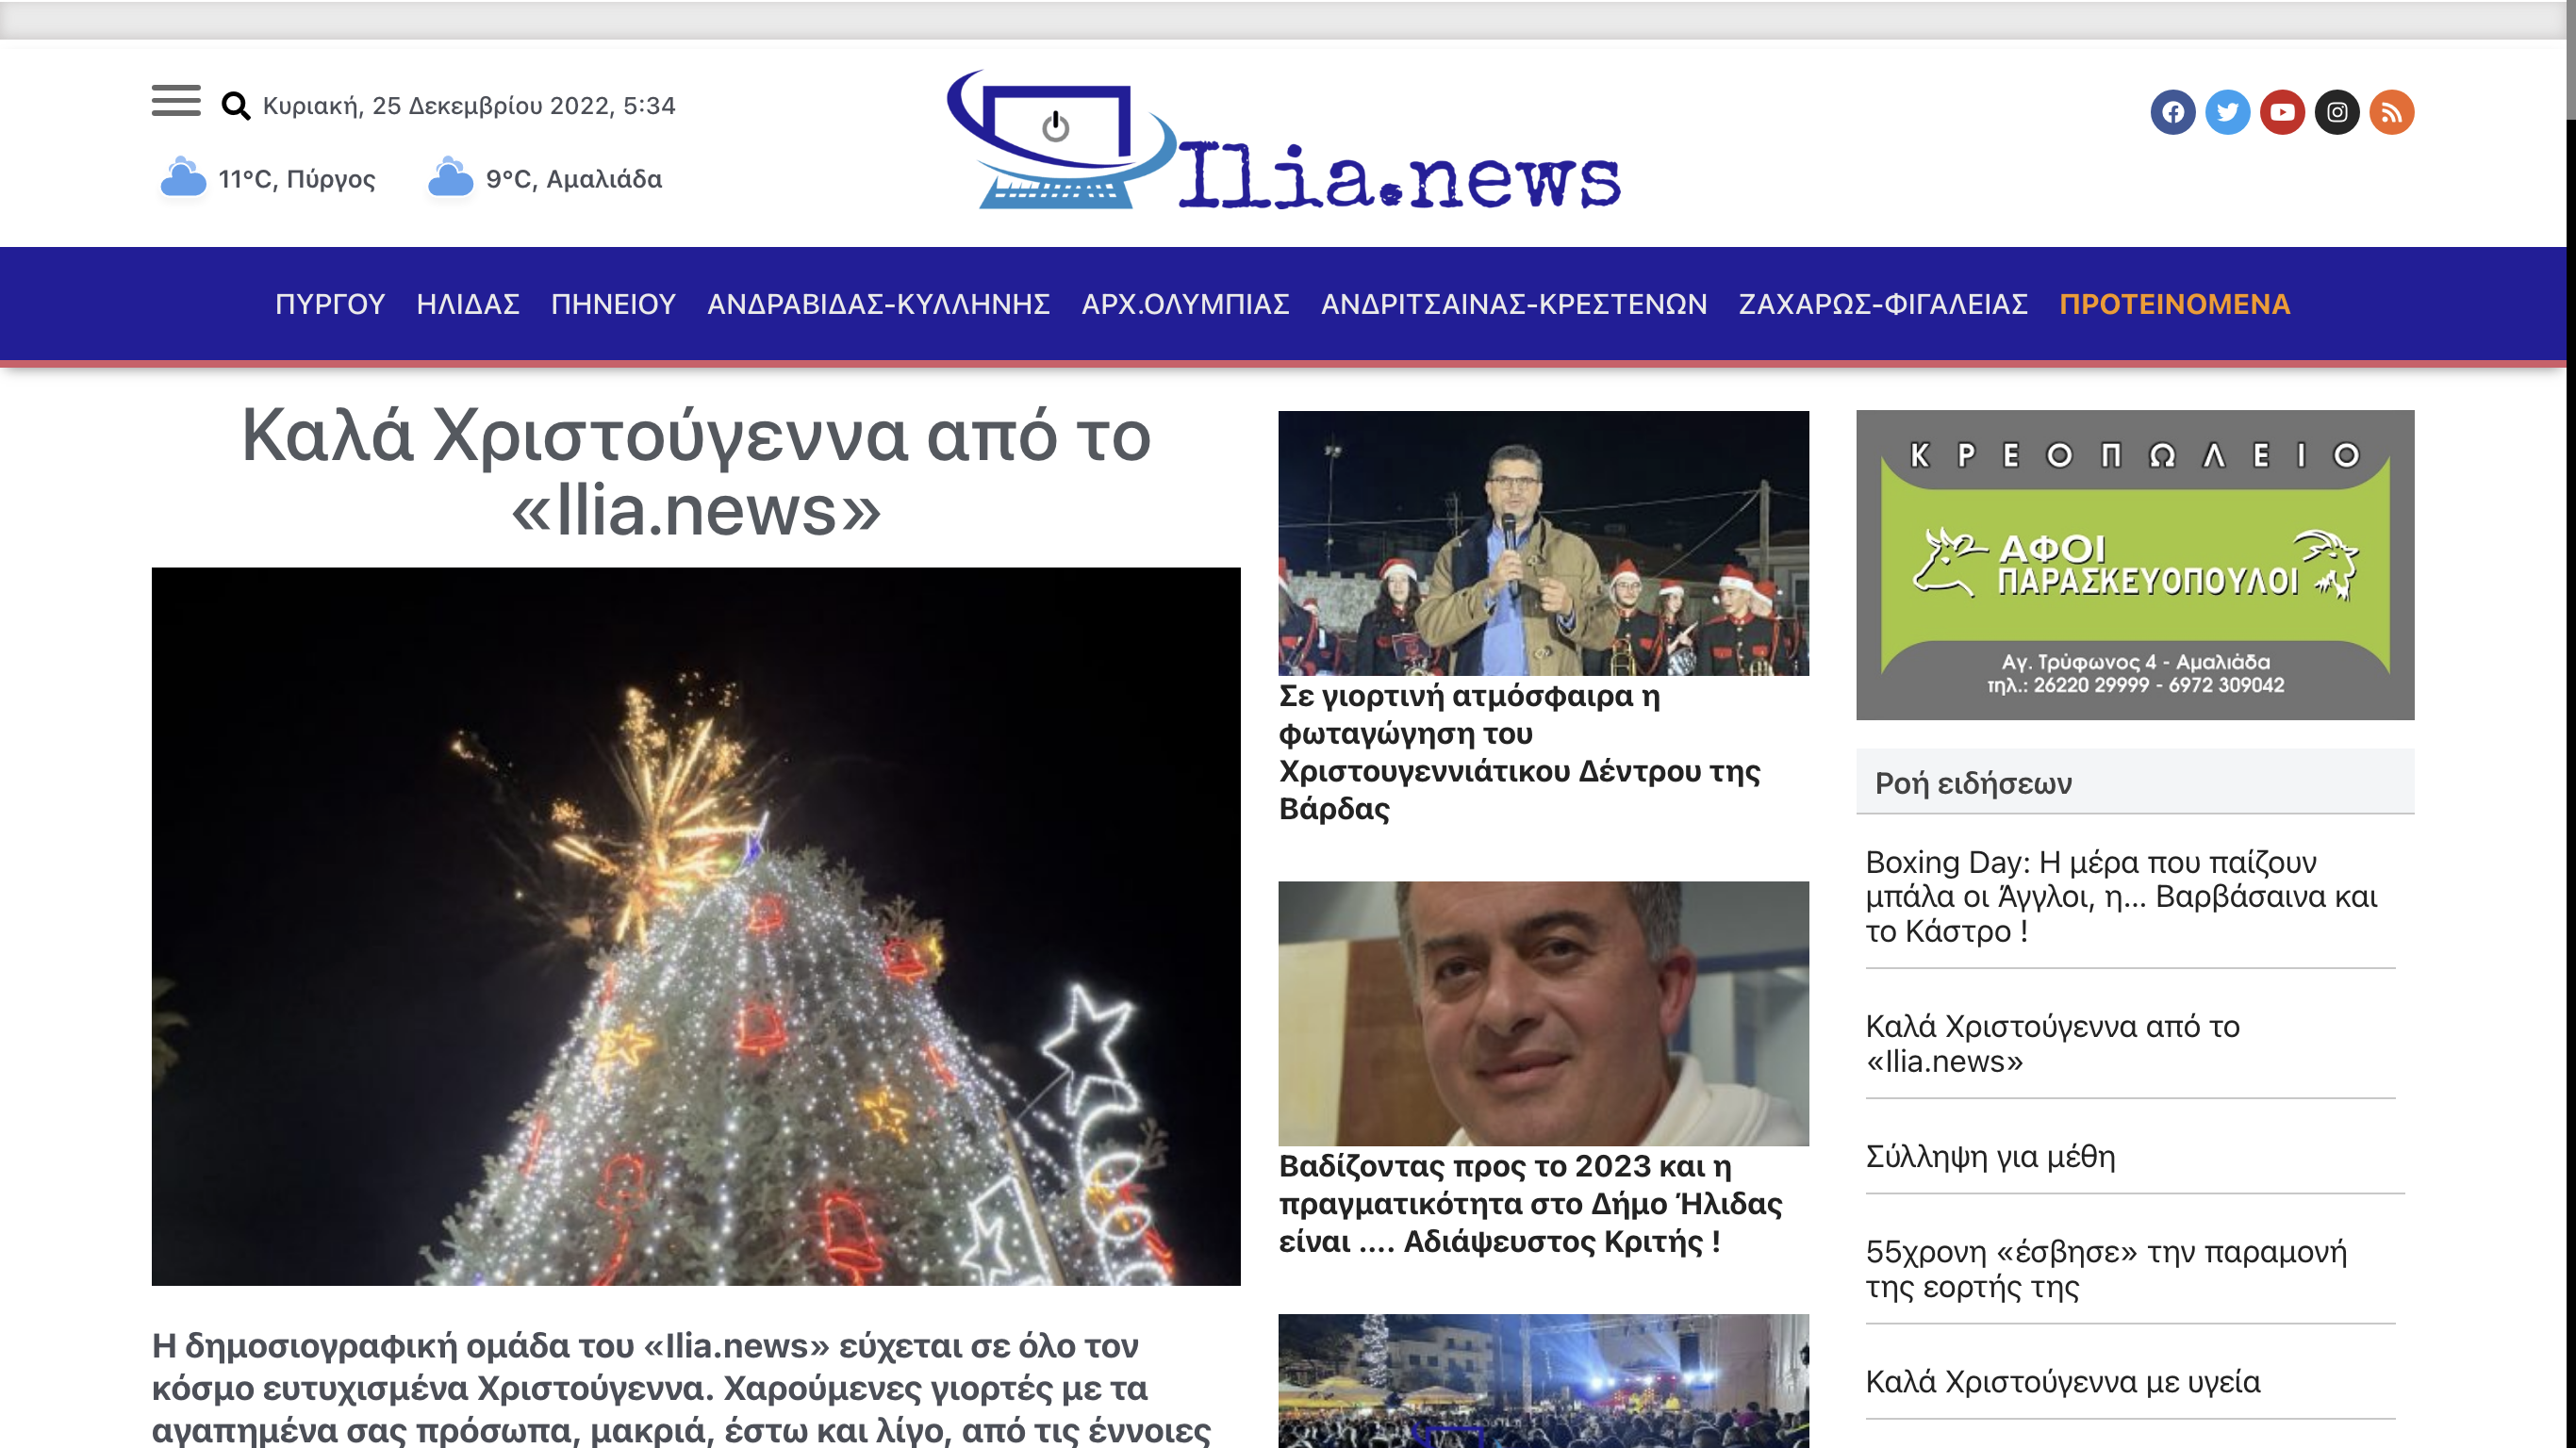 Κυριακή, 25 Δεκεμβρίου 2022, 5:34
11°C, Πύργος
9°C, Αμαλιάδα
Ilia.news
ΠΥΡΓΟΥ ΗΛΙΔΑΣ ΠΗΝΕΙΟΥ ΑΝΔΡΑΒΙΔΑΣ-ΚΥΛΛΗΝΗΣ ΑΡΧ.ΟΛΥΜΠΙΑΣ ΑΝΔΡΙΤΣΑΙΝΑΣ-ΚΡΕΣΤΕΝΩΝ ΖΑΧΑΡΩΣ-ΦΙΓΑΛΕΙΑΣ ΠΡΟΤΕΙΝΟΜΕΝΑ
Καλά Χριστούγεννα από το
«Ilia.news»
Η δημοσιογραφική ομάδα του «Ilia.news» εύχεται σε όλο τον
κόσμο ευτυχισμένα Χριστούγεννα. Χαρούμενες γιορτές με τα
αγαπημένα σας πρόσωπα, μακριά, έστω και λίγο, από τις έννοιες
Σε γιορτινή ατμόσφαιρα η
φωταγώγηση του
Χριστουγεννιάτικου Δέντρου της
Βάρδας
Βαδίζοντας προς το 2023 και η
πραγματικότητα στο Δήμο Ήλιδας
είναι .... Αδιάψευστος Κριτής !
ΚΡΕΟΠΩΛΕΙΟ
ΑΦΟΙ
ΠΑΡΑΣΚΕΥΟΠΟΥΛΟΙ
Αγ. Τρύφωνος 4 - Αμαλιάδα
τηλ.: 26220 29999 - 6972 309042
Ροή ειδήσεων
Boxing Day: Η μέρα που παίζουν
μπάλα οι Άγγλοι, η... Βαρβάσαινα και
το Κάστρο !
Καλά Χριστούγεννα από το
«Ilia.news»
Σύλληψη για μέθη
55χρονη «έσβησε» την παραμονή
της εορτής της
Καλά Χριστούγεννα με υγεία